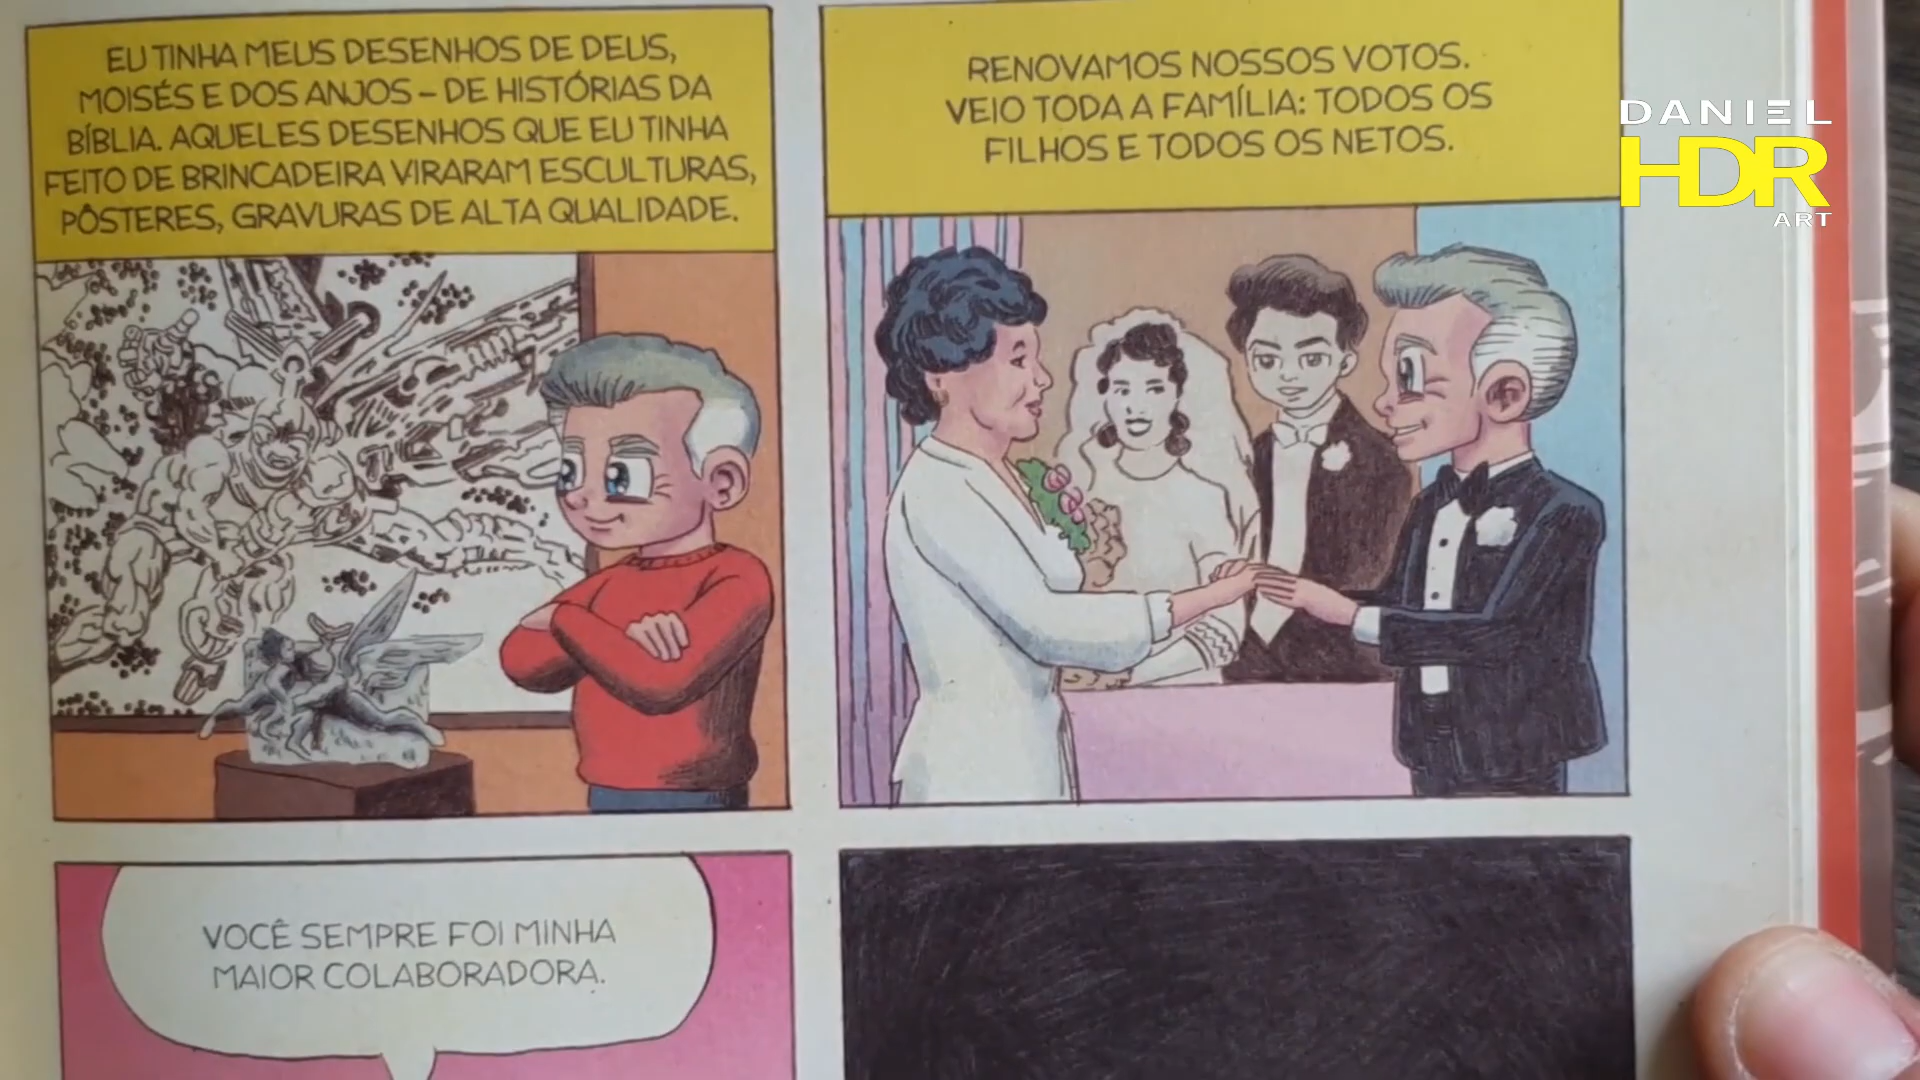 EU TINHA MEUS DESENHOS DE DEUS,
MOISÉS E DOS ANJOS – DE HISTÓRIAS DA
BÍBLIA. AQUELES DESENHOS QUE EU TINHA
FEITO DE BRINCADEIRA VIRARAM ESCULTURAS,
PÔSTERES, GRAVURAS DE ALTA QUALIDADE.
RENOVAMOS NOSSOS VOTOS.
VEIO TODA A FAMÍLIA: TODOS OS
FILHOS E TODOS OS NETOS.
DANIEL
HDR
ART
VOCÊ SEMPRE FOI MINHA
MAIOR COLABORADORA.